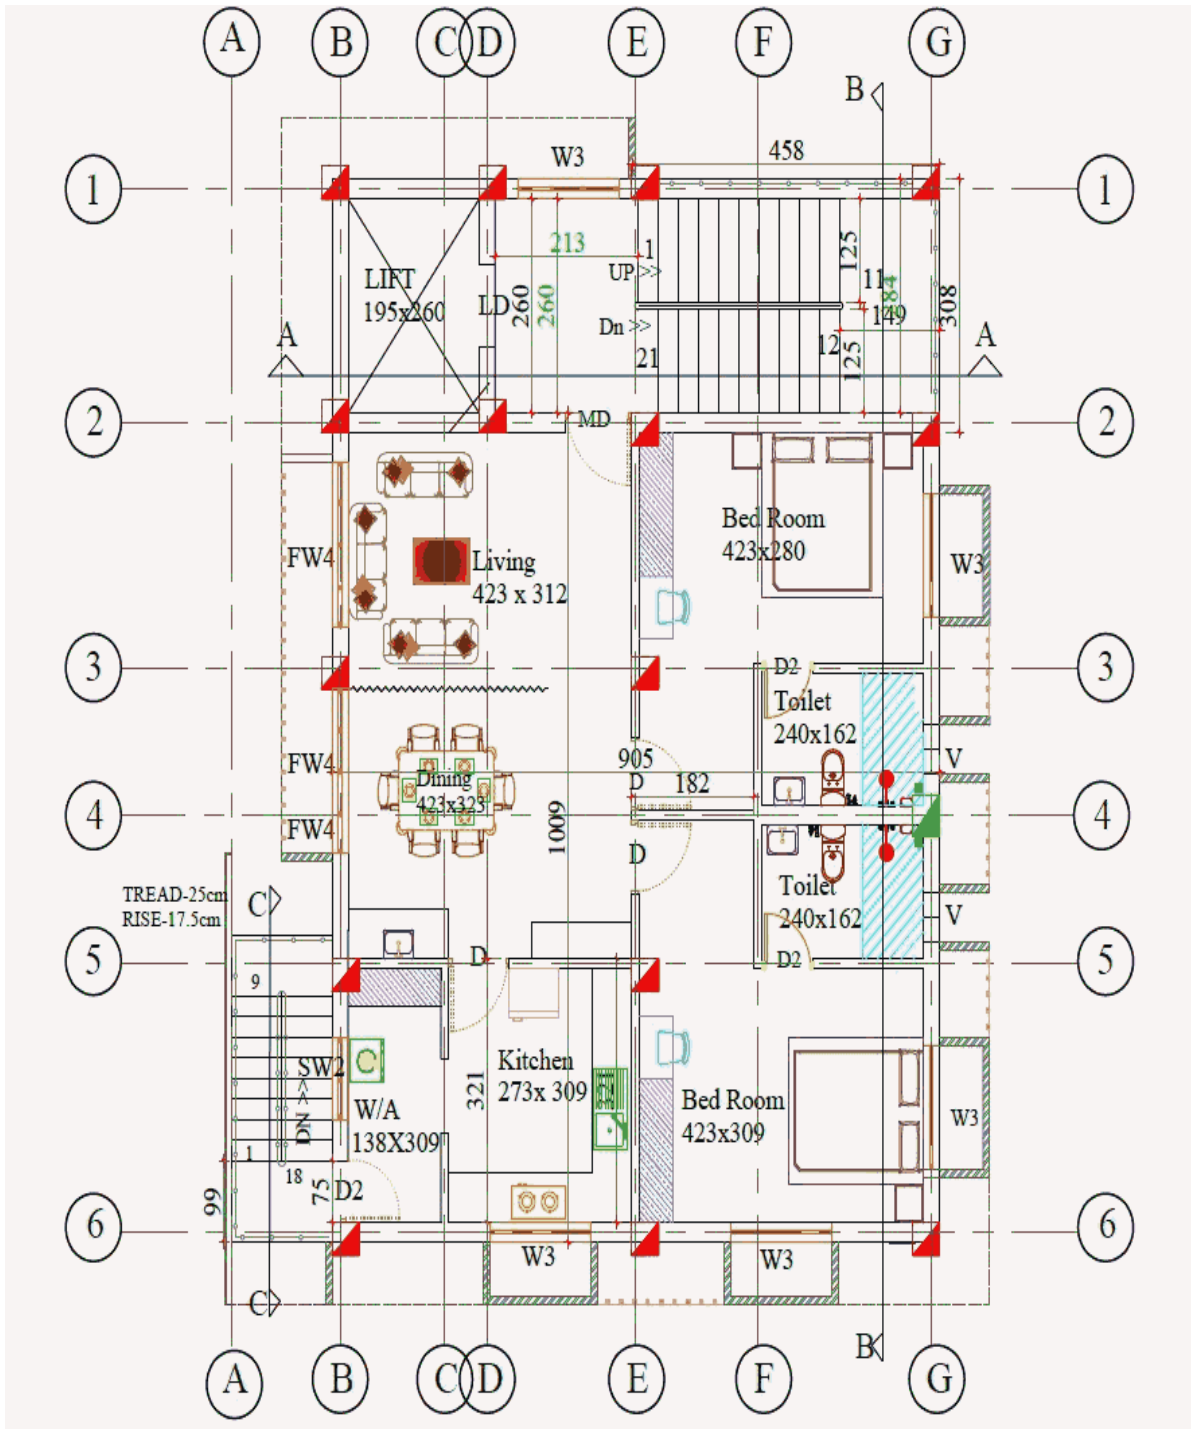 A B C D E F G
B
W3
458
1 1
213
1
125
UP >>
LIFT
195x260
LD
260
260
11
484
149
308
Dn >>
A
21
12
125
A
2 2
MD
Bed Room
423x280
FW4
Living
423 x 312
W3
3 3
D2
Toilet
240x162
905
V
FW4
Dining
423x323
D
182
4 4
FW4
1009
D
TREAD-25cm
RISE-17.5cm
C
Toilet
240x162
V
5 5
D
D2
9
SW2
Kitchen
273x 309
321
DN >>
W/A
138X309
Bed Room
423x309
W3
1
18
75
D2
99
6 6
W3
W3
C
B
A B C D E F G